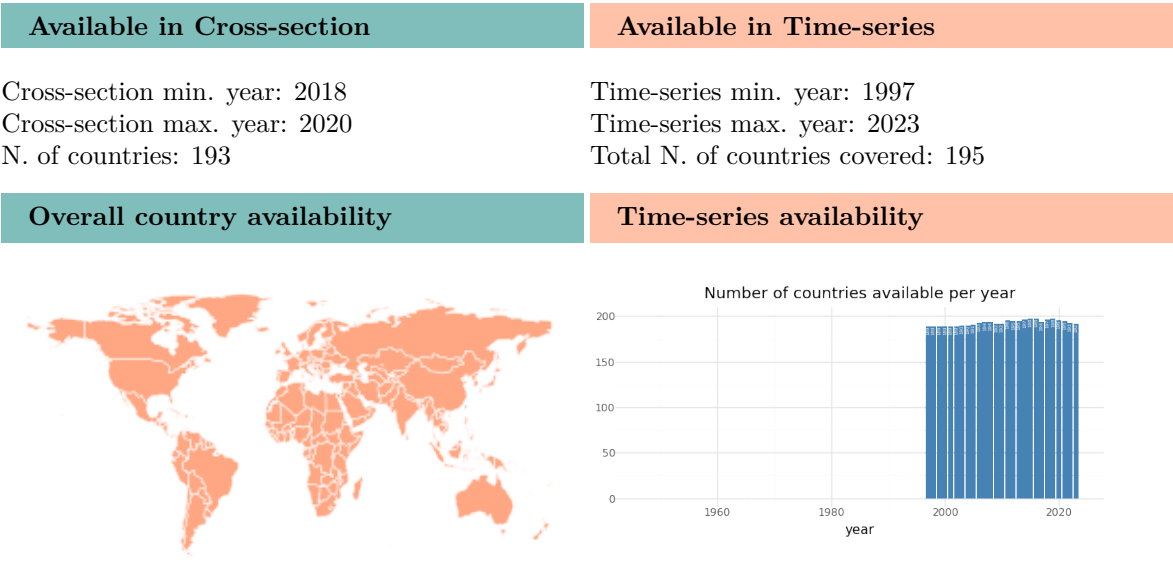 Available in Cross-section
Available in Time-series
Cross-section min. year: 2018
Cross-section max. year: 2020
N. of countries: 193
Time-series min. year: 1997
Time-series max. year: 2023
Total N. of countries covered: 195
Overall country availability
Time-series availability
Number of countries available per year
200
150
100
50
0
1960 1980 2000 2020
year